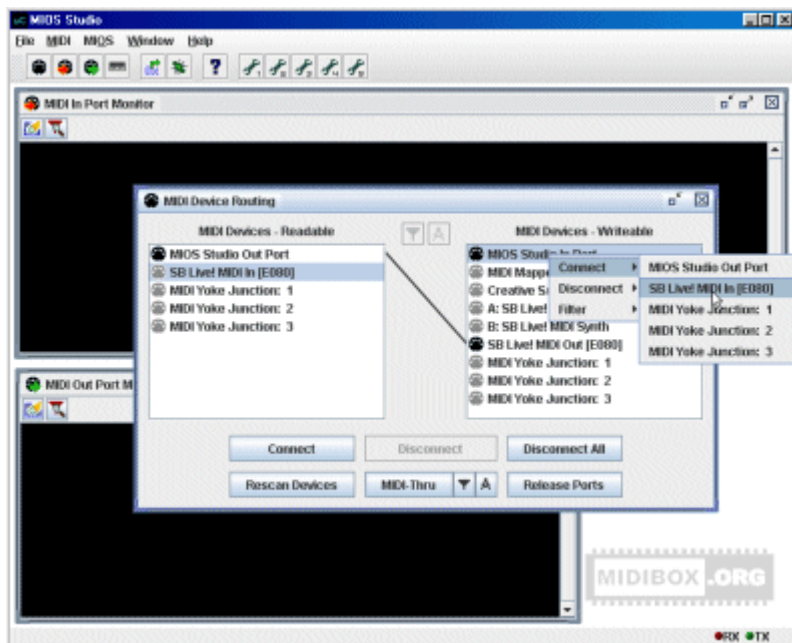 MIOS Studio
File MIDI MIOS Window Help
MIDI In Port Monitor
MIDI Device Routing
MIDI Devices - Readable
MIOS Studio Out Port
SB Live! MIDI In [E080]
MIDI Yoke Junction: 1
MIDI Yoke Junction: 2
MIDI Yoke Junction: 3
A
MIDI Devices - Writeable
MIOS Studio In Port
MIDI Mappe
Creative S
A: SB Live!
B: SB Live! MIDI Synth
SB Live! MIDI Out [E080]
MIDI Yoke Junction: 1
MIDI Yoke Junction: 2
MIDI Yoke Junction: 3
Connect
Disconnect
Filter
MIOS Studio Out Port
SB Live! MIDI In [E080]
MIDI Yoke Junction: 1
MIDI Yoke Junction: 2
MIDI Yoke Junction: 3
Connect
Disconnect
Disconnect All
Rescan Devices
MIDI-Thru
A
Release Ports
MIDI Out Port M
MIDIBOX.ORG
RX TX